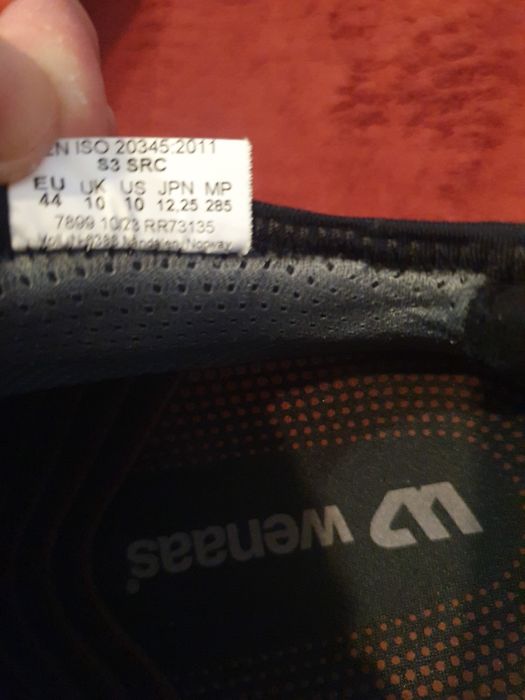 EN ISO 20345:2011
S3 SRC
EU UK US JPN MP
44 10 10 12,25 285
7899 10/23 RR73135
Norway
wenaas